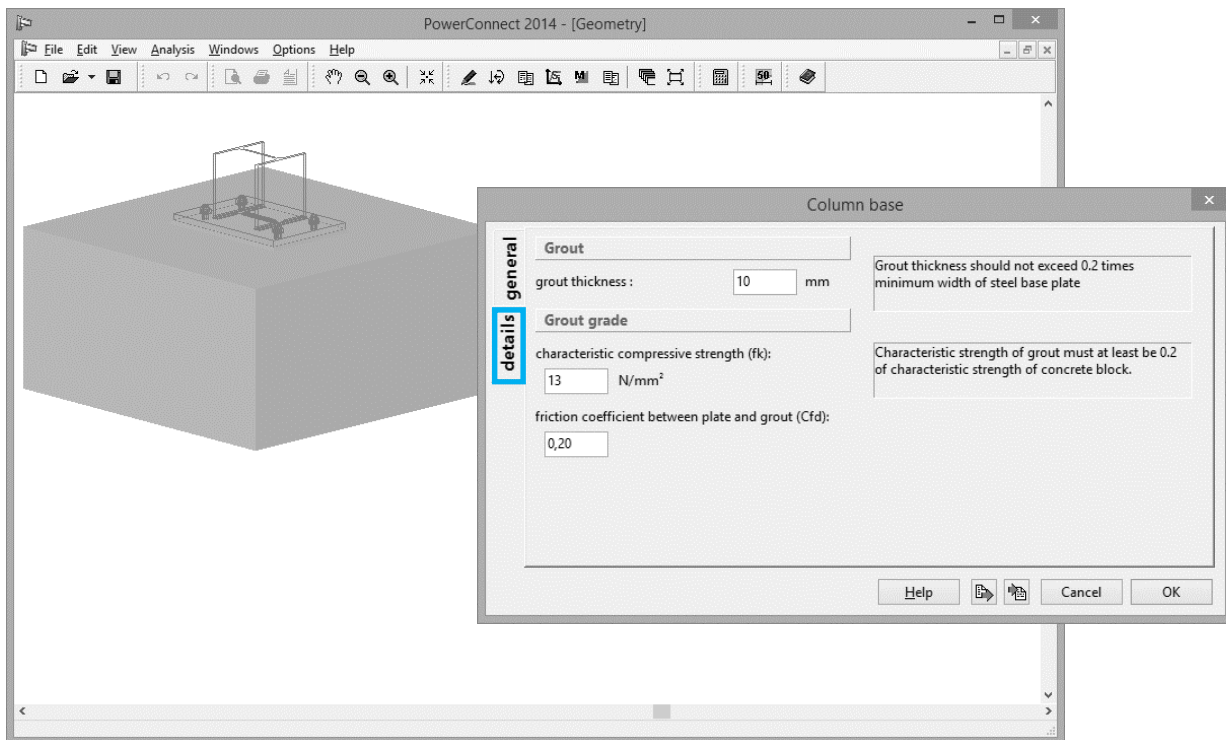 PowerConnect 2014 - [Geometry]
File Edit View Analysis Windows Options Help
50
Column base
general
details
Grout
grout thickness :
10
mm
Grout thickness should not exceed 0.2 times
minimum width of steel base plate
Grout grade
characteristic compressive strength (fk):
13
N/mm²
Characteristic strength of grout must at least be 0.2
of characteristic strength of concrete block.
friction coefficient between plate and grout (Cfd):
0,20
Help
Cancel
OK